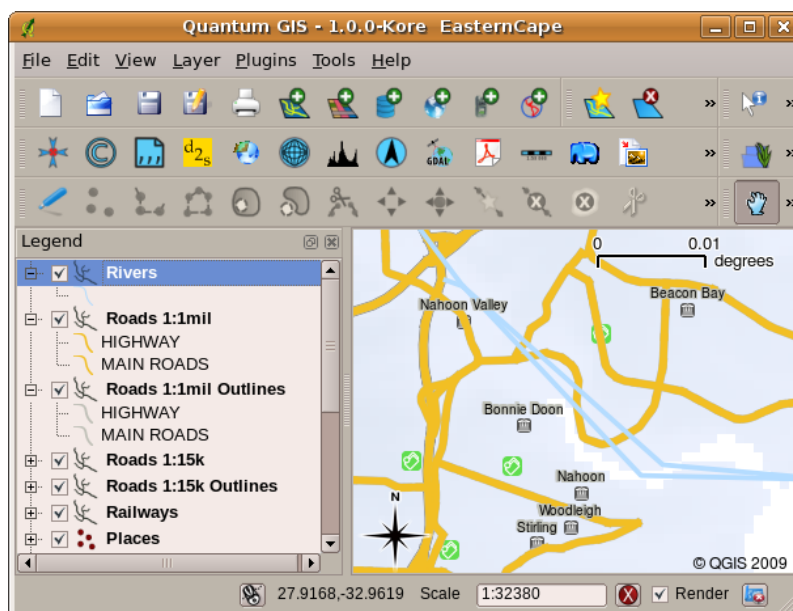 Quantum GIS - 1.0.0-Kore EasternCape
File Edit View Layer Plugins Tools Help
d2s
GDAL
Legend
Rivers
Roads 1:1mil
HIGHWAY
MAIN ROADS
Roads 1:1mil Outlines
HIGHWAY
MAIN ROADS
Roads 1:15k
Roads 1:15k Outlines
Railways
Places
0 0.01
degrees
Nahoon Valley
Beacon Bay
Bonnie Doon
Nahoon
Woodleigh
Stirling
N
© QGIS 2009
27.9168,-32.9619 Scale 1:32380 Render